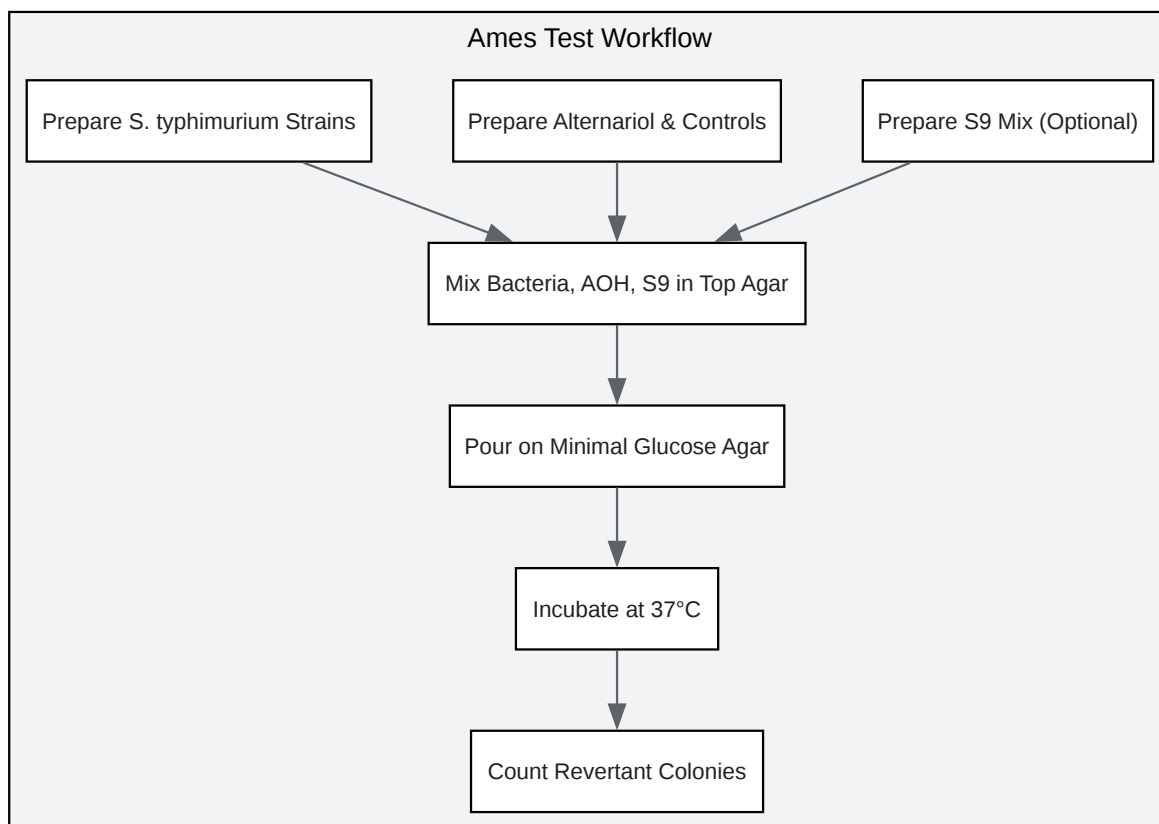 Ames Test Workflow
Prepare S. typhimurium Strains
Prepare Alternariol & Controls
Prepare S9 Mix (Optional)
Mix Bacteria, AOH, S9 in Top Agar
Pour on Minimal Glucose Agar
Incubate at 37°C
Count Revertant Colonies